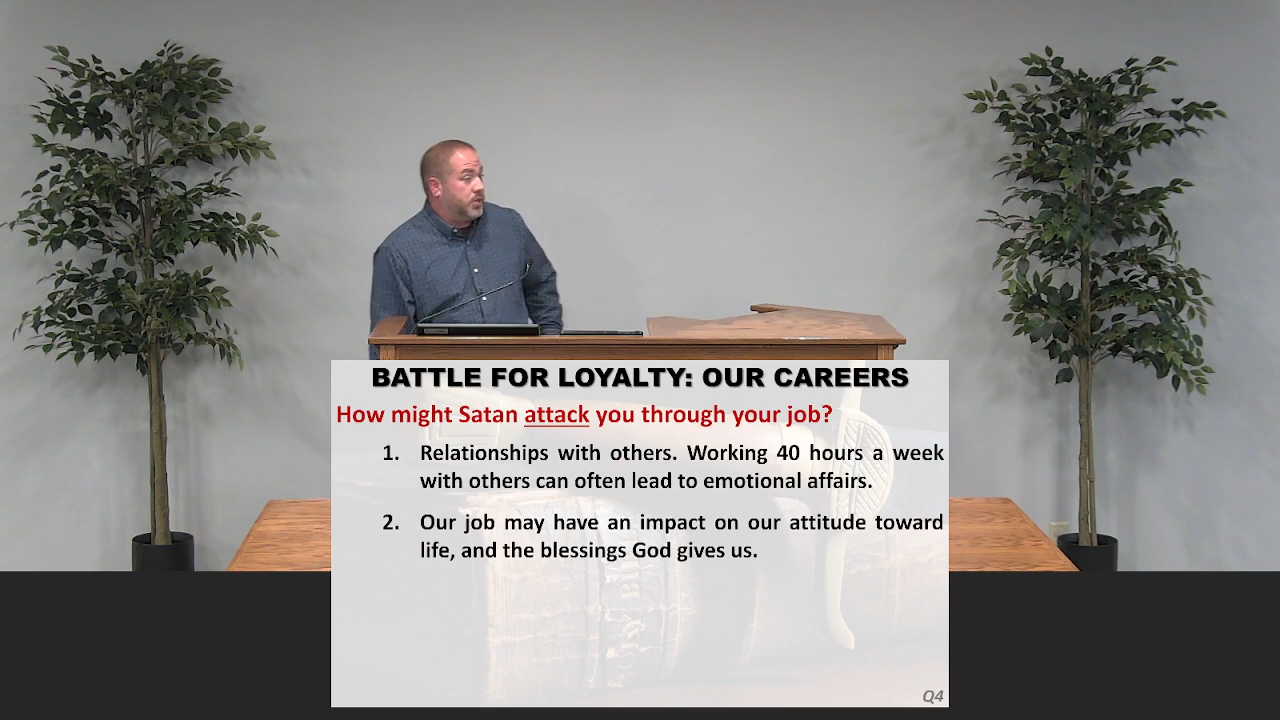 BATTLE FOR LOYALTY: OUR CAREERS
How might Satan attack you through your job?
1. Relationships with others. Working 40 hours a week
with others can often lead to emotional affairs.
2. Our job may have an impact on our attitude toward
life, and the blessings God gives us.
Q4